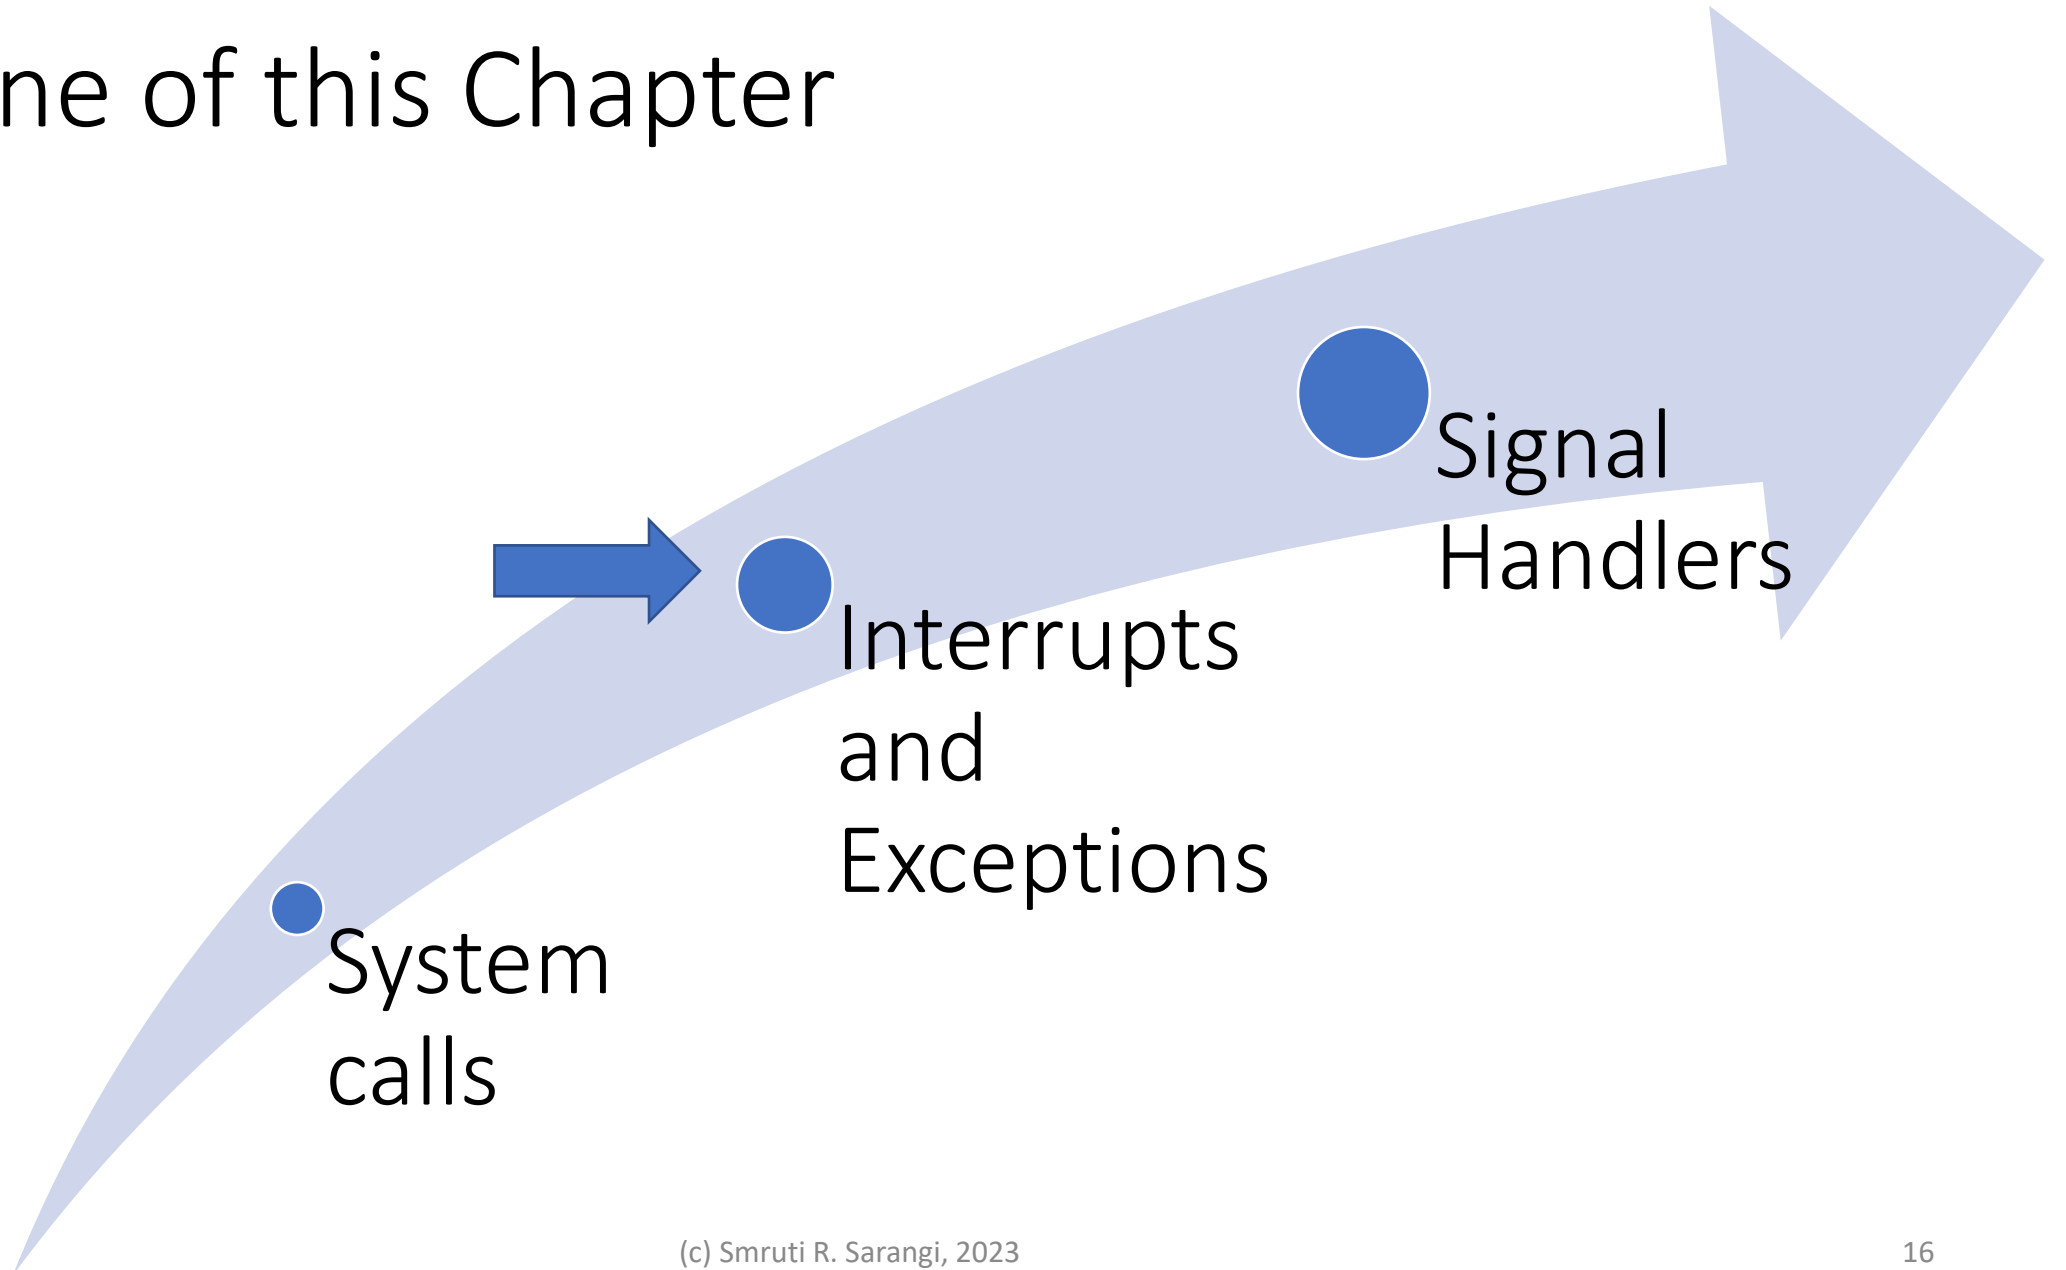 ne of this Chapter
Signal
Handlers
Interrupts
and
Exceptions
System
calls
(c) Smruti R. Sarangi, 2023
16